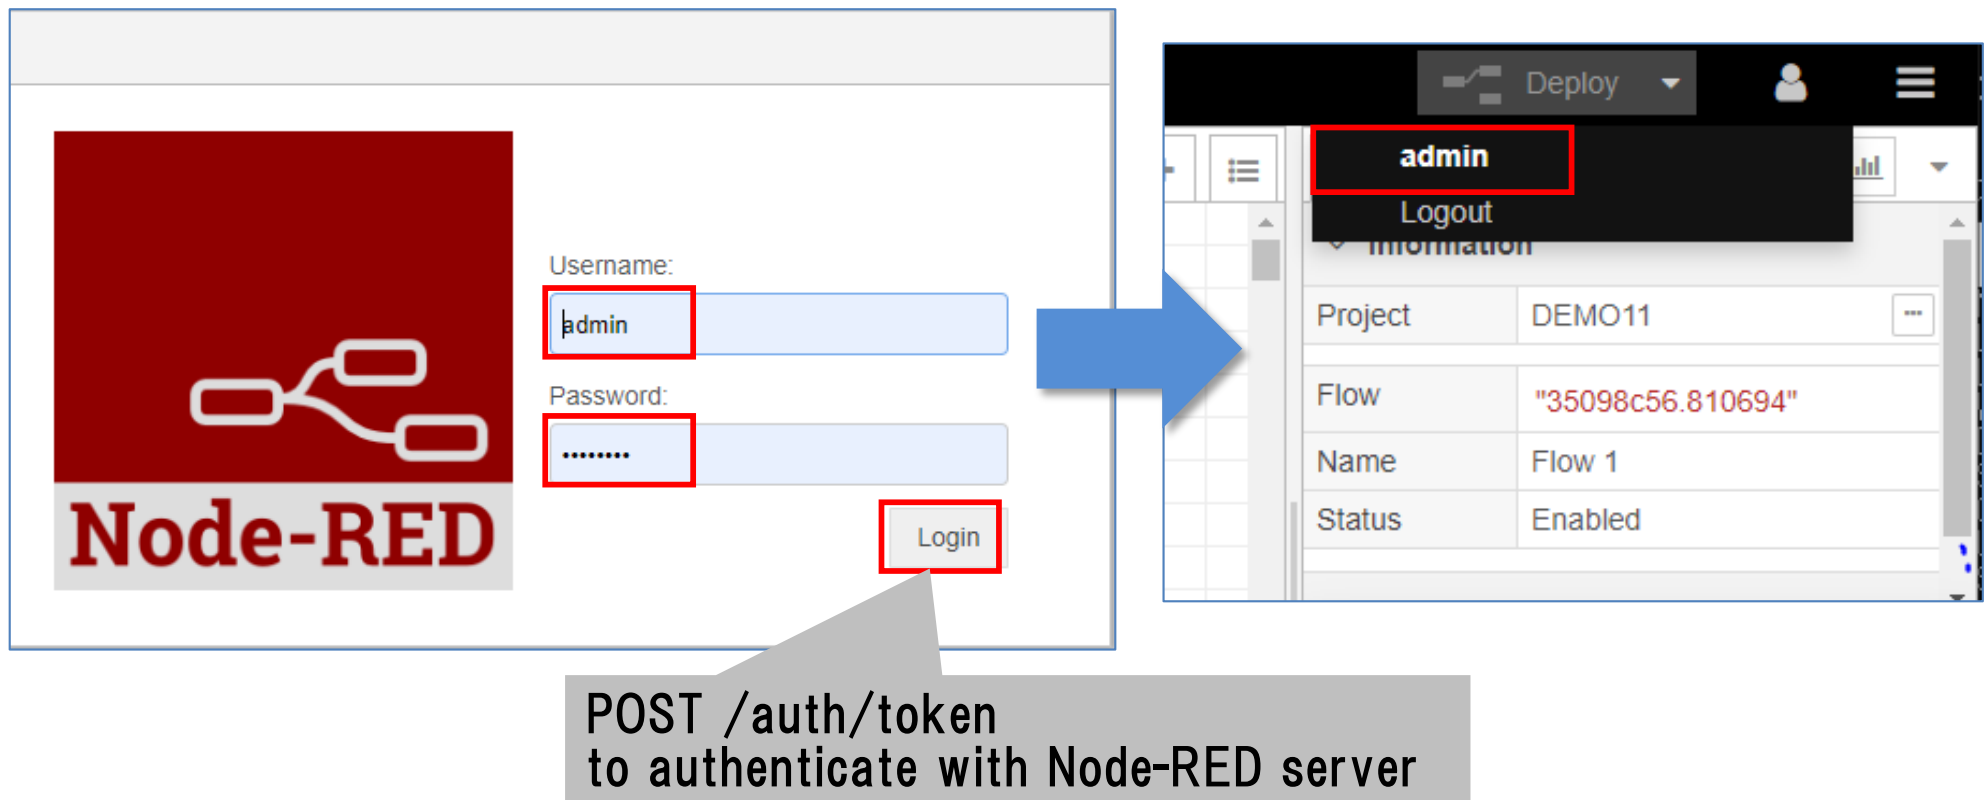 Node-RED
Username:
admin
Password:
••••••••
Login
POST /auth/token
to authenticate with Node-RED server
Deploy
admin
Logout
Information
Project DEMO11
Flow "35098c56.810694"
Name Flow 1
Status Enabled